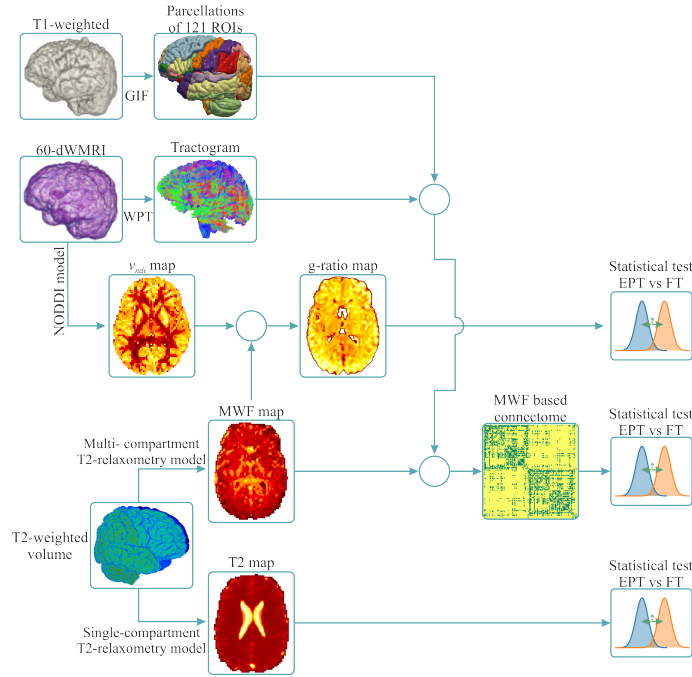 T1-weighted
Parcellations
of 121 ROIs
GIF
60-dWMRI
Tractogram
WPT
NODDI model
vndi map
g-ratio map
Statistical test
EPT vs FT
?
MWF map
MWF based
connectome
Statistical test
EPT vs FT
?
Multi- compartment
T2-relaxometry model
T2-weighted
volume
T2 map
Statistical test
EPT vs FT
?
Single-compartment
T2-relaxometry model